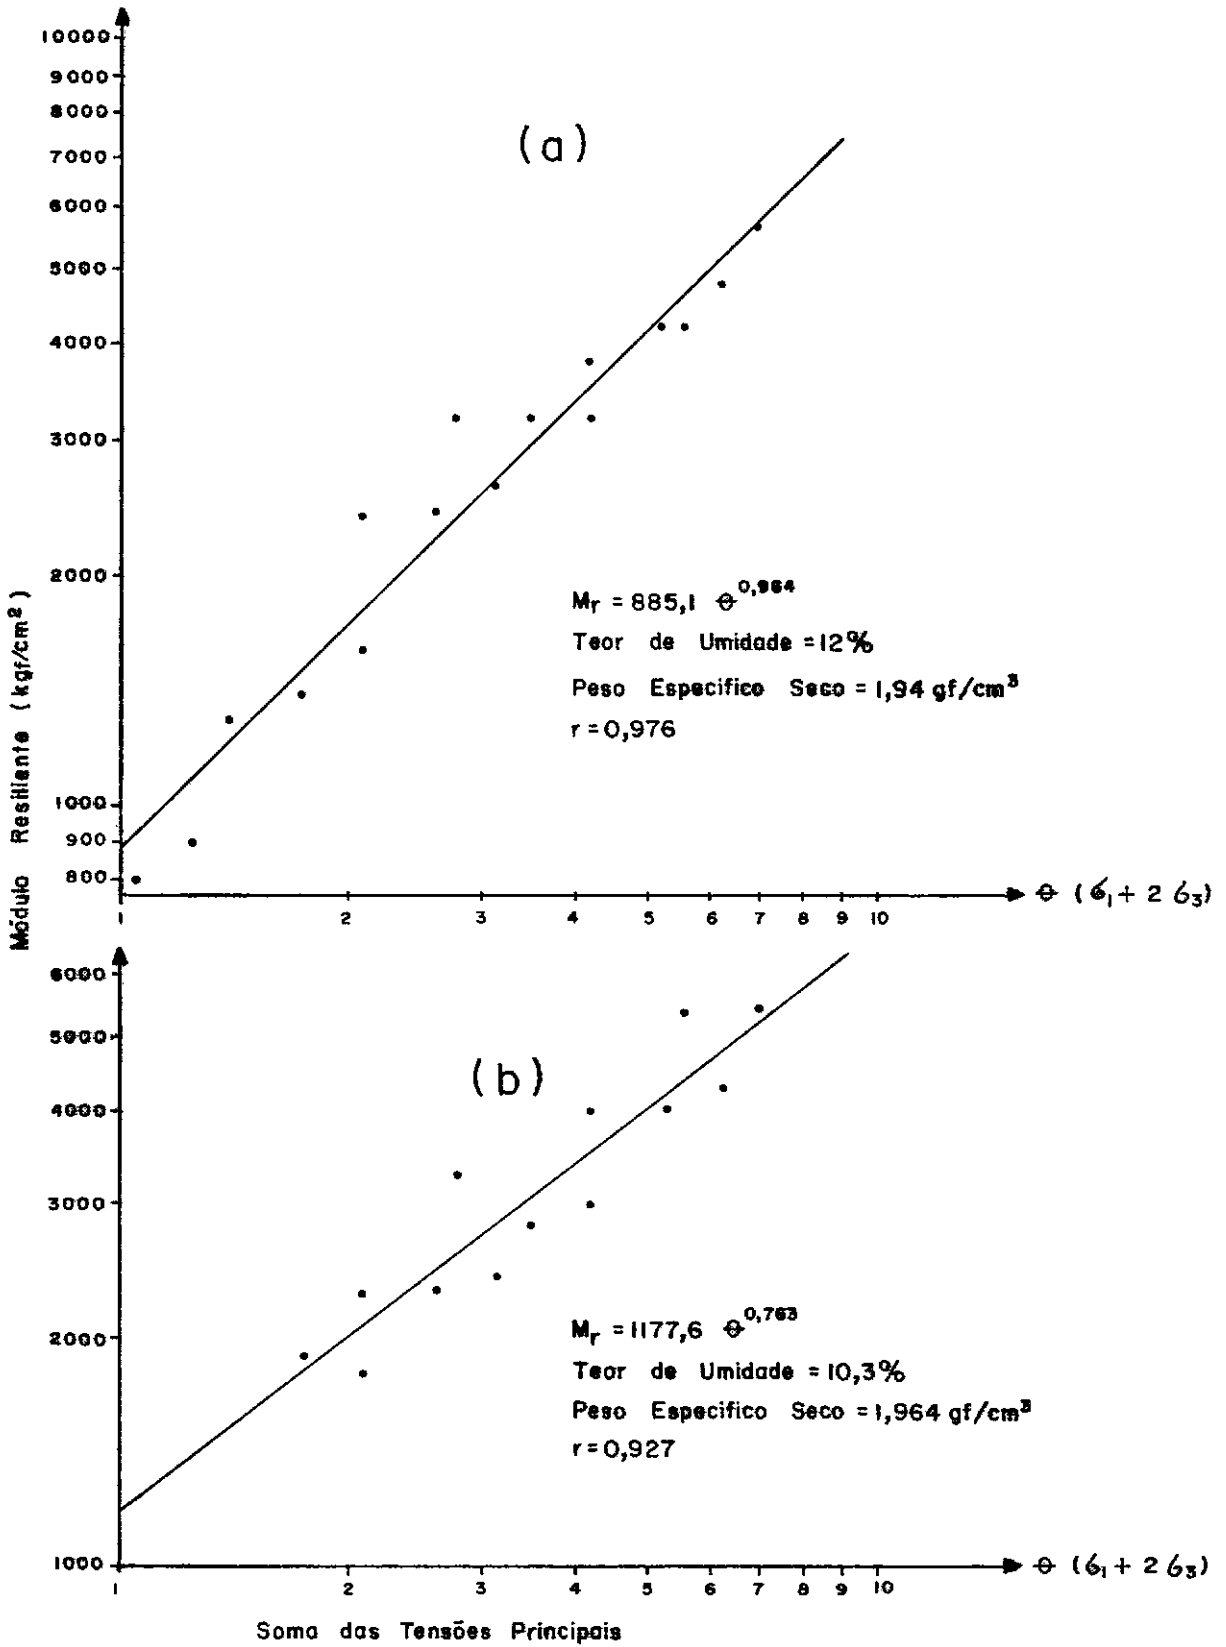 10000
9000
8000
(a)
7000
6000
5000
4000
3000
2000
Mr = 885,1 θ^0,964
Teor de Umidade = 12%
Peso Específico Seco = 1,94 gf/cm³
r = 0,976
1000
900
800
1 2 3 4 5 6 7 8 9 10
θ (σ₁ + 2 σ₃)
Módulo Resiliente (kgf/cm²)
6000
5000
(b)
4000
3000
2000
Mr = 1177,6 θ^0,763
Teor de Umidade = 10,3%
Peso Específico Seco = 1,964 gf/cm³
r = 0,927
1000
1 2 3 4 5 6 7 8 9 10
θ (σ₁ + 2 σ₃)
Soma das Tensões Principais